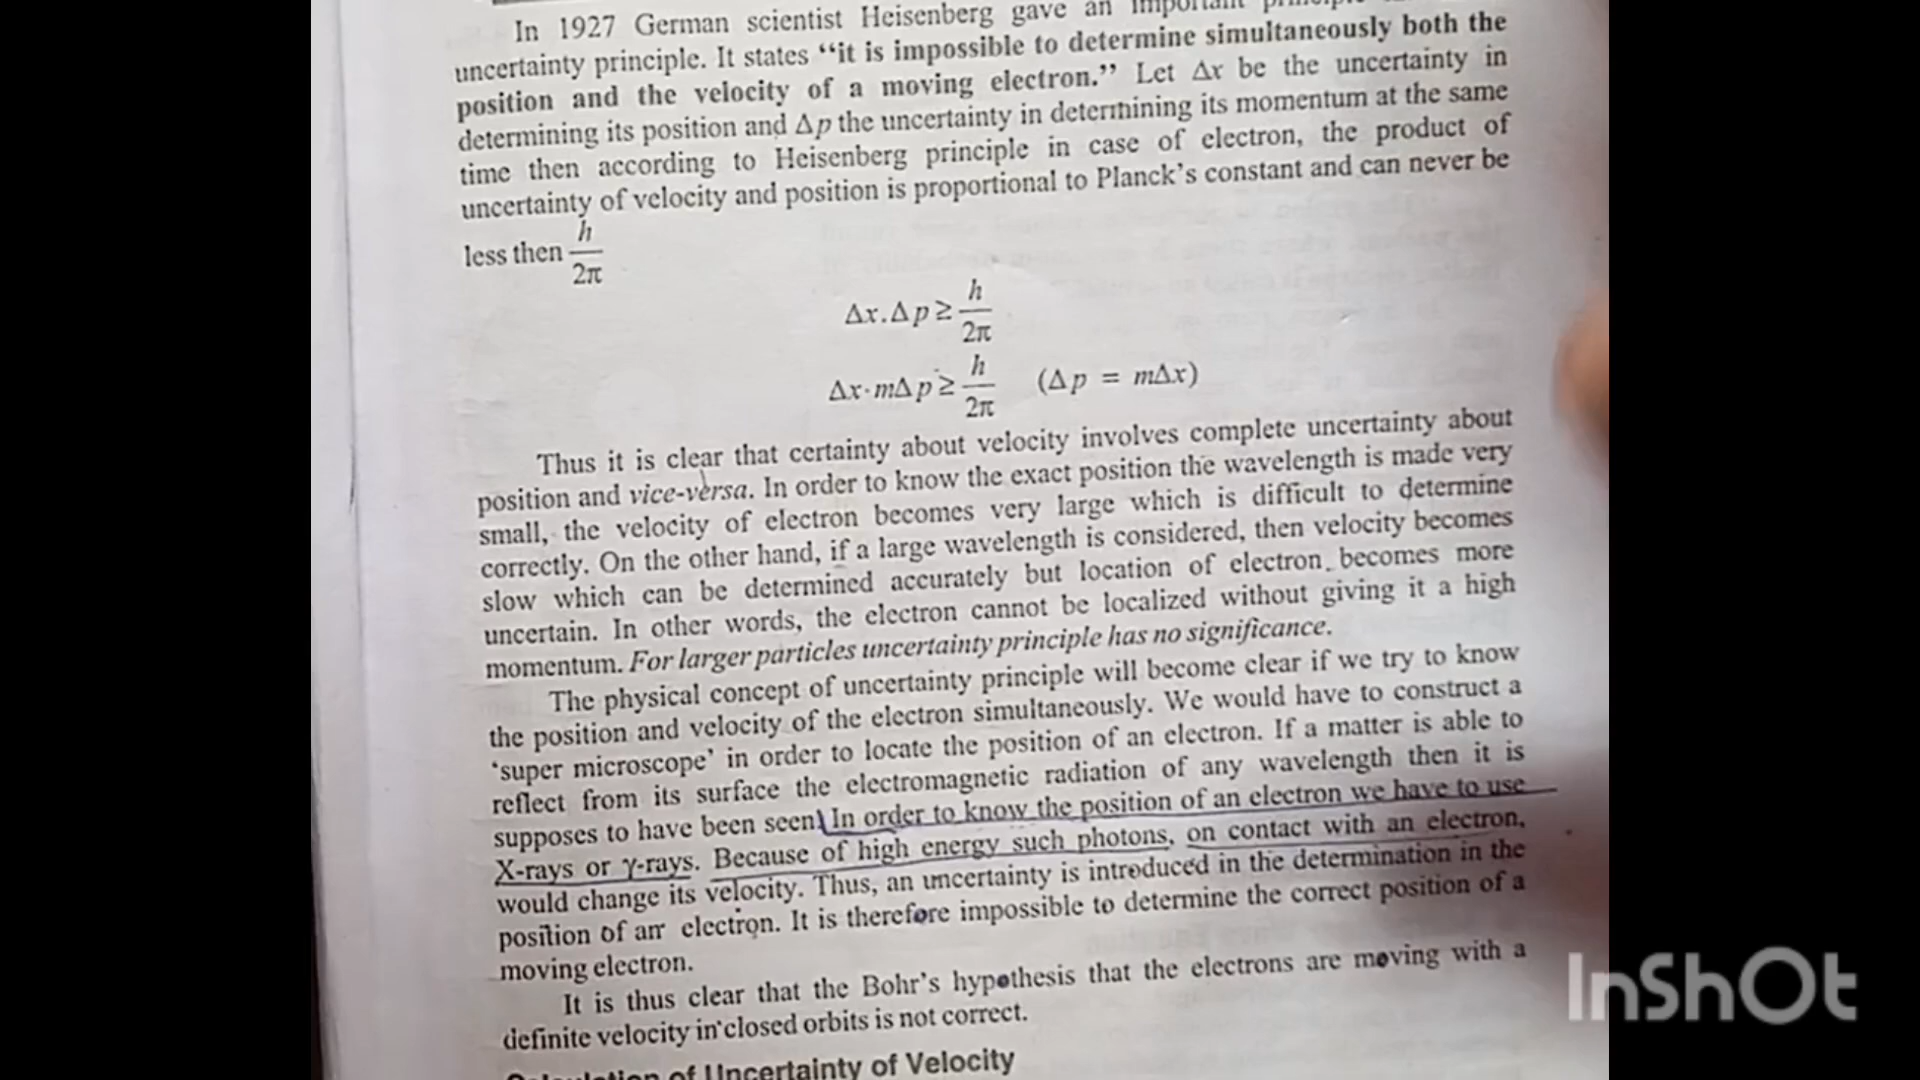 In 1927 German scientist Heisenberg gave an important
uncertainty principle. It states “it is impossible to determine simultaneously both the
position and the velocity of a moving electron.” Let Δx be the uncertainty in
determining its position and Δp the uncertainty in determining its momentum at the same
time then according to Heisenberg principle in case of electron, the product of
uncertainty of velocity and position is proportional to Planck’s constant and can never be
less then h/2π
Δx.Δp ≥ h/2π
Δx·mΔp ≥ h/2π (Δp = mΔx)
Thus it is clear that certainty about velocity involves complete uncertainty about
position and vice-versa. In order to know the exact position the wavelength is made very
small, the velocity of electron becomes very large which is difficult to determine
correctly. On the other hand, if a large wavelength is considered, then velocity becomes
slow which can be determined accurately but location of electron becomes more
uncertain. In other words, the electron cannot be localized without giving it a high
momentum. For larger particles uncertainty principle has no significance.
The physical concept of uncertainty principle will become clear if we try to know
the position and velocity of the electron simultaneously. We would have to construct a
‘super microscope’ in order to locate the position of an electron. If a matter is able to
reflect from its surface the electromagnetic radiation of any wavelength then it is
supposes to have been seen. In order to know the position of an electron we have to use
X-rays or γ-rays. Because of high energy such photons, on contact with an electron,
would change its velocity. Thus, an uncertainty is introduced in the determination in the
position of an electron. It is therefore impossible to determine the correct position of a
moving electron.
It is thus clear that the Bohr’s hypothesis that the electrons are moving with a
definite velocity in closed orbits is not correct.
Calculation of Uncertainty of Velocity
InShOt